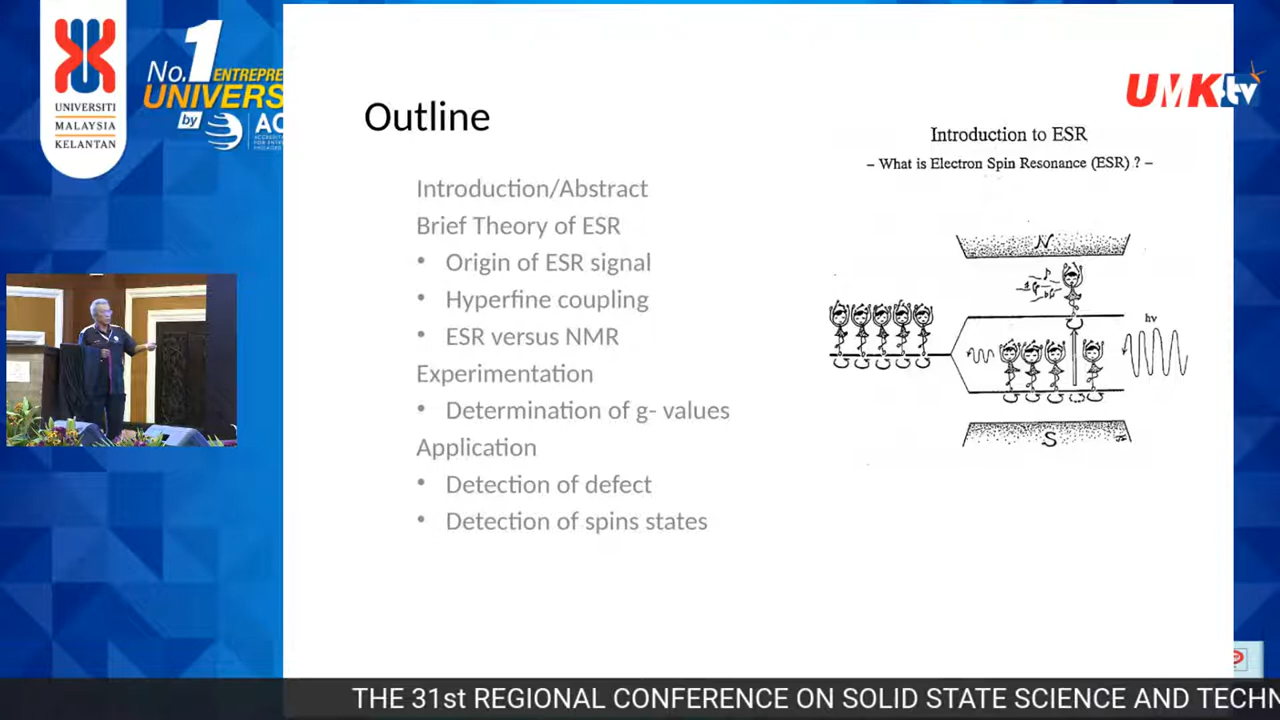 UNIVERSITI
MALAYSIA
KELANTAN
No.1 ENTREPRE
UNIVERS
by AC
UMK tv
Outline
Introduction/Abstract
Brief Theory of ESR
• Origin of ESR signal
• Hyperfine coupling
• ESR versus NMR
Experimentation
• Determination of g- values
Application
• Detection of defect
• Detection of spins states
Introduction to ESR
– What is Electron Spin Resonance (ESR) ? –
N
hν
S
THE 31st REGIONAL CONFERENCE ON SOLID STATE SCIENCE AND TECHN